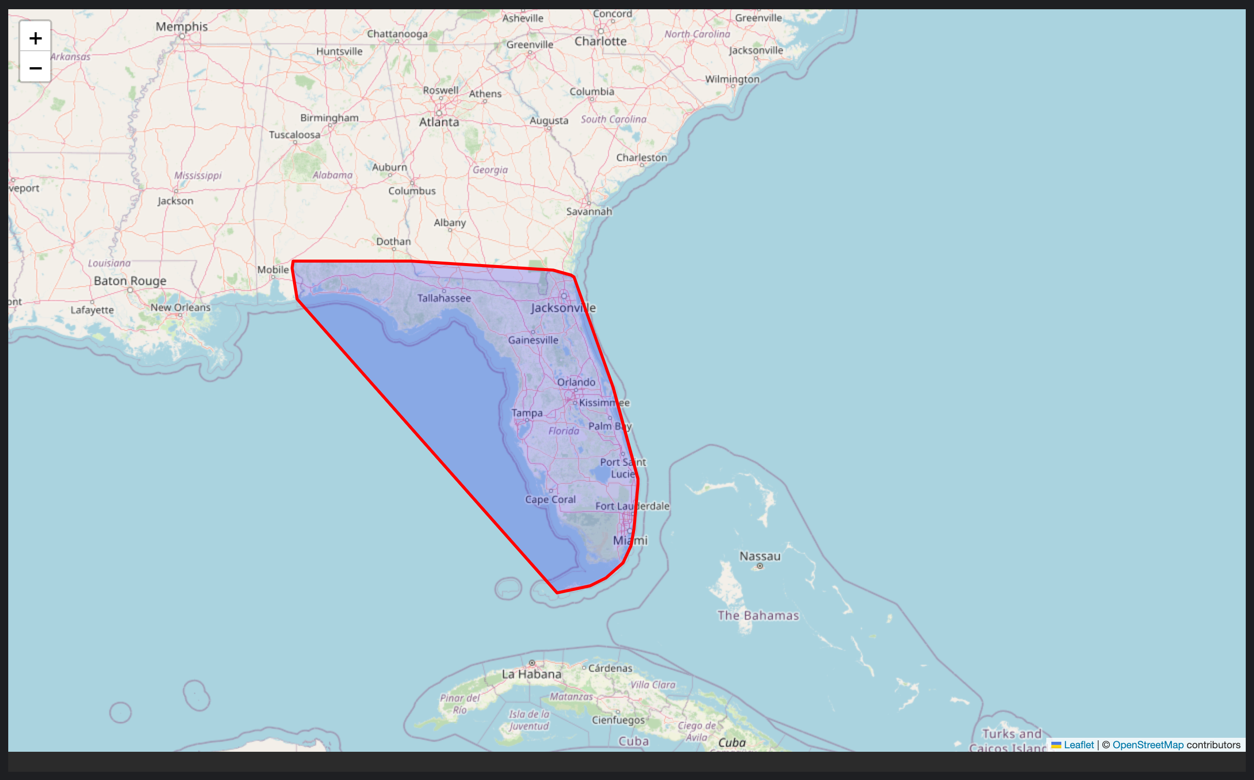 Memphis
Asheville
Concord
Greenville
+
Chattanooga
Charlotte
North Carolina
Arkansas
Huntsville
Greenville
Jacksonville
−
Wilmington
Roswell
Athens
Columbia
Birmingham
Atlanta
Augusta
South Carolina
Tuscaloosa
Charleston
Auburn
Georgia
Mississippi
Alabama
veport
Columbus
Jackson
Savannah
Albany
Dothan
Louisiana
Mobile
Baton Rouge
Tallahassee
ont
Lafayette
New Orleans
Jacksonville
Gainesville
Orlando
Kissimmee
Tampa
Palm Bay
Florida
Port Saint
Lucie
Cape Coral
Fort Lauderdale
Miami
Nassau
The Bahamas
La Habana
Cárdenas
Villa Clara
Pinar del
Río
Matanzas
Isla de la
Juventud
Cienfuegos
Ciego de
Ávila
Cuba
Cuba
Turks and
Caicos Islan
Leaflet | © OpenStreetMap contributors